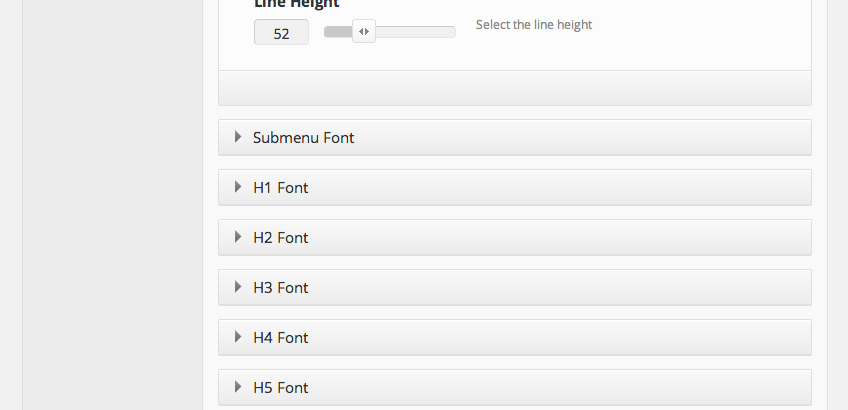 Line Height
52
Select the line height
Submenu Font
H1 Font
H2 Font
H3 Font
H4 Font
H5 Font